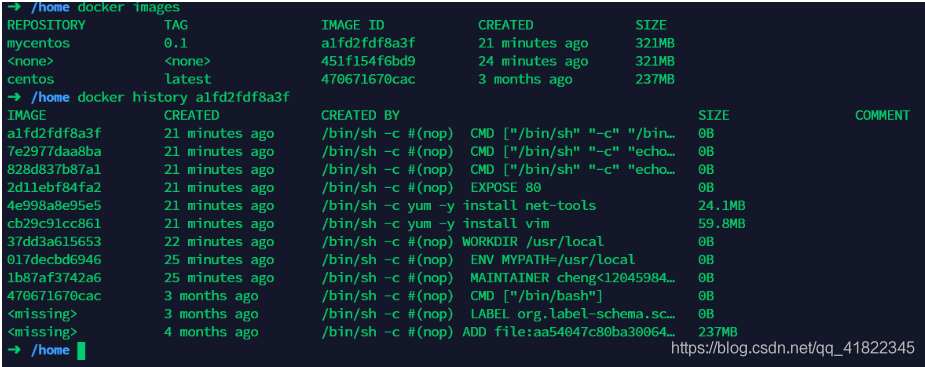 ➜ /home docker images
REPOSITORY TAG IMAGE ID CREATED SIZE
mycentos 0.1 a1fd2fdf8a3f 21 minutes ago 321MB
<none> <none> 451f154f6bd9 24 minutes ago 321MB
centos latest 470671670cac 3 months ago 237MB
➜ /home docker history a1fd2fdf8a3f
IMAGE CREATED CREATED BY SIZE COMMENT
a1fd2fdf8a3f 21 minutes ago /bin/sh -c #(nop) CMD ["/bin/sh" "-c" "/bin… 0B
7e2977daa8ba 21 minutes ago /bin/sh -c #(nop) CMD ["/bin/sh" "-c" "echo… 0B
828d837b87a1 21 minutes ago /bin/sh -c #(nop) CMD ["/bin/sh" "-c" "echo… 0B
2d11ebf84fa2 21 minutes ago /bin/sh -c #(nop) EXPOSE 80 0B
4e998a8e95e5 21 minutes ago /bin/sh -c yum -y install net-tools 24.1MB
cb29c91cc861 21 minutes ago /bin/sh -c yum -y install vim 59.8MB
37dd3a615653 22 minutes ago /bin/sh -c #(nop) WORKDIR /usr/local 0B
017decbd6946 25 minutes ago /bin/sh -c #(nop) ENV MYPATH=/usr/local 0B
1b87af3742a6 25 minutes ago /bin/sh -c #(nop) MAINTAINER cheng<12045984… 0B
470671670cac 3 months ago /bin/sh -c #(nop) CMD ["/bin/bash"] 0B
<missing> 3 months ago /bin/sh -c #(nop) LABEL org.label-schema.sc… 0B
<missing> 4 months ago /bin/sh -c #(nop) ADD file:aa54047c80ba30064… 237MB
➜ /home
https://blog.csdn.net/qq_41822345